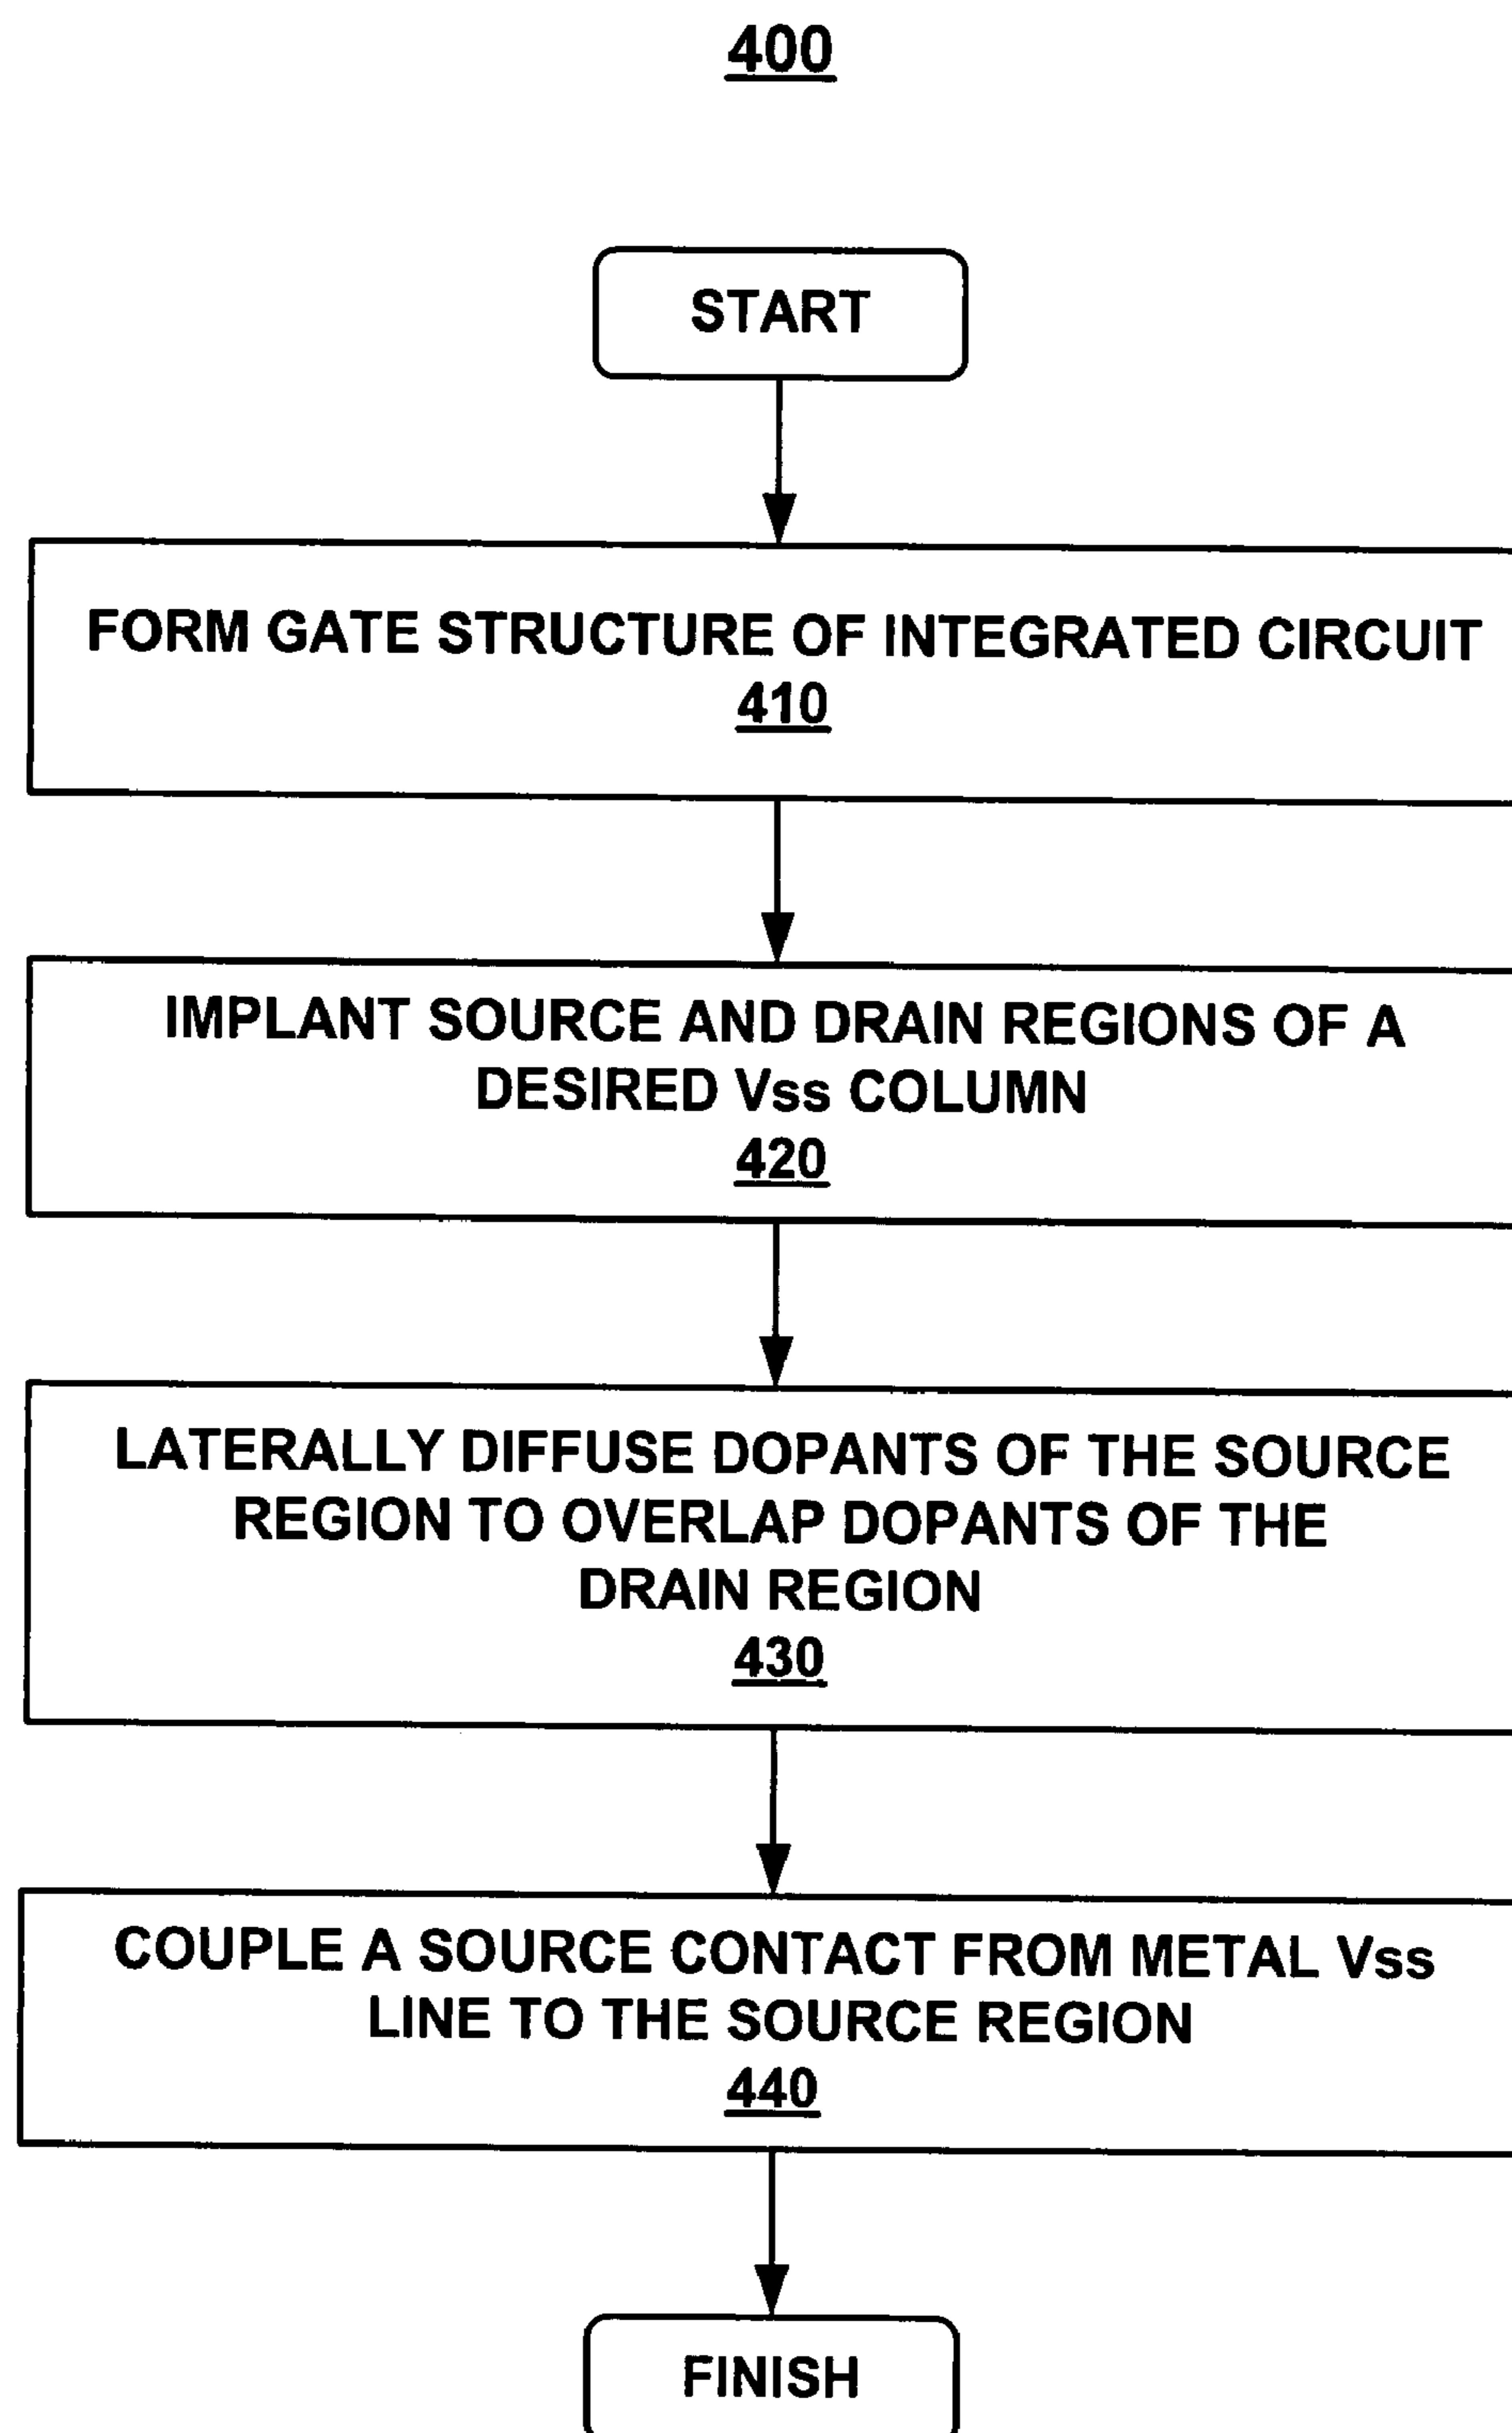 400
START
FORM GATE STRUCTURE OF INTEGRATED CIRCUIT
410
IMPLANT SOURCE AND DRAIN REGIONS OF A
DESIRED Vss COLUMN
420
LATERALLY DIFFUSE DOPANTS OF THE SOURCE
REGION TO OVERLAP DOPANTS OF THE
DRAIN REGION
430
COUPLE A SOURCE CONTACT FROM METAL Vss
LINE TO THE SOURCE REGION
440
FINISH